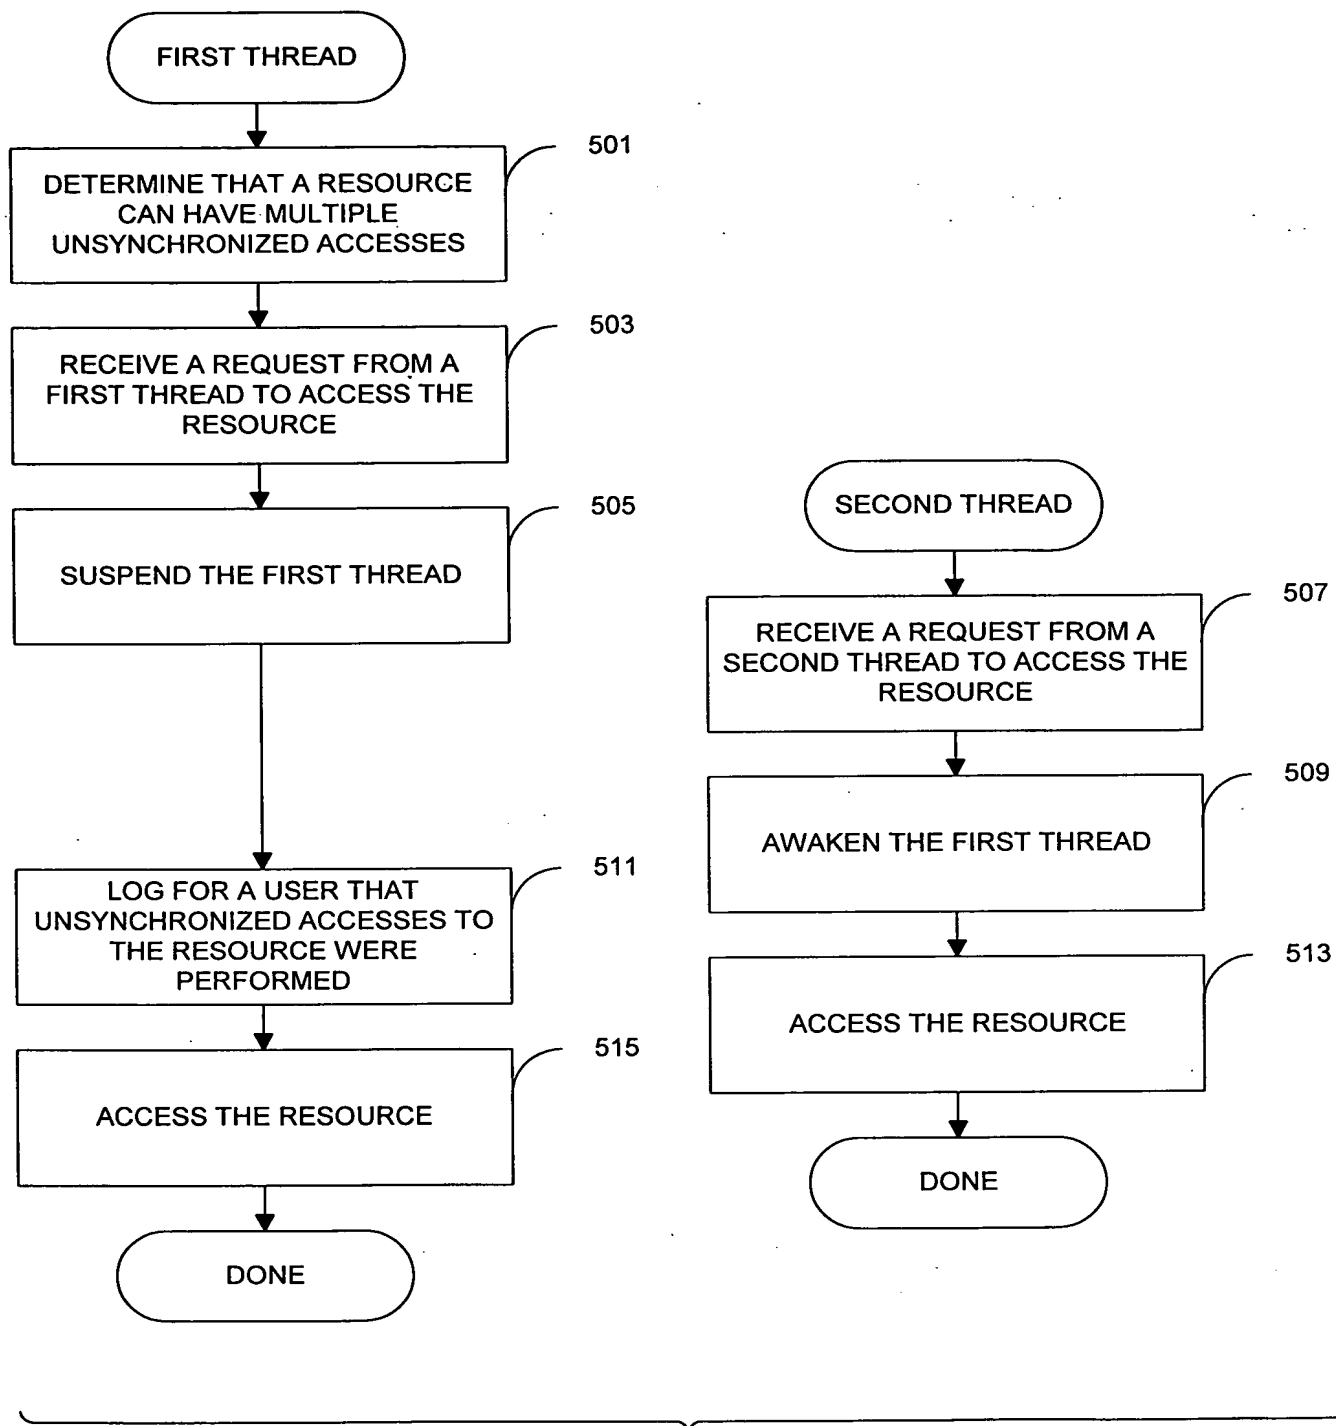 FIRST THREAD
501
DETERMINE THAT A RESOURCE
CAN HAVE MULTIPLE
UNSYNCHRONIZED ACCESSES
503
RECEIVE A REQUEST FROM A
FIRST THREAD TO ACCESS THE
RESOURCE
505
SUSPEND THE FIRST THREAD
511
LOG FOR A USER THAT
UNSYNCHRONIZED ACCESSES TO
THE RESOURCE WERE
PERFORMED
515
ACCESS THE RESOURCE
DONE
SECOND THREAD
507
RECEIVE A REQUEST FROM A
SECOND THREAD TO ACCESS THE
RESOURCE
509
AWAKEN THE FIRST THREAD
513
ACCESS THE RESOURCE
DONE